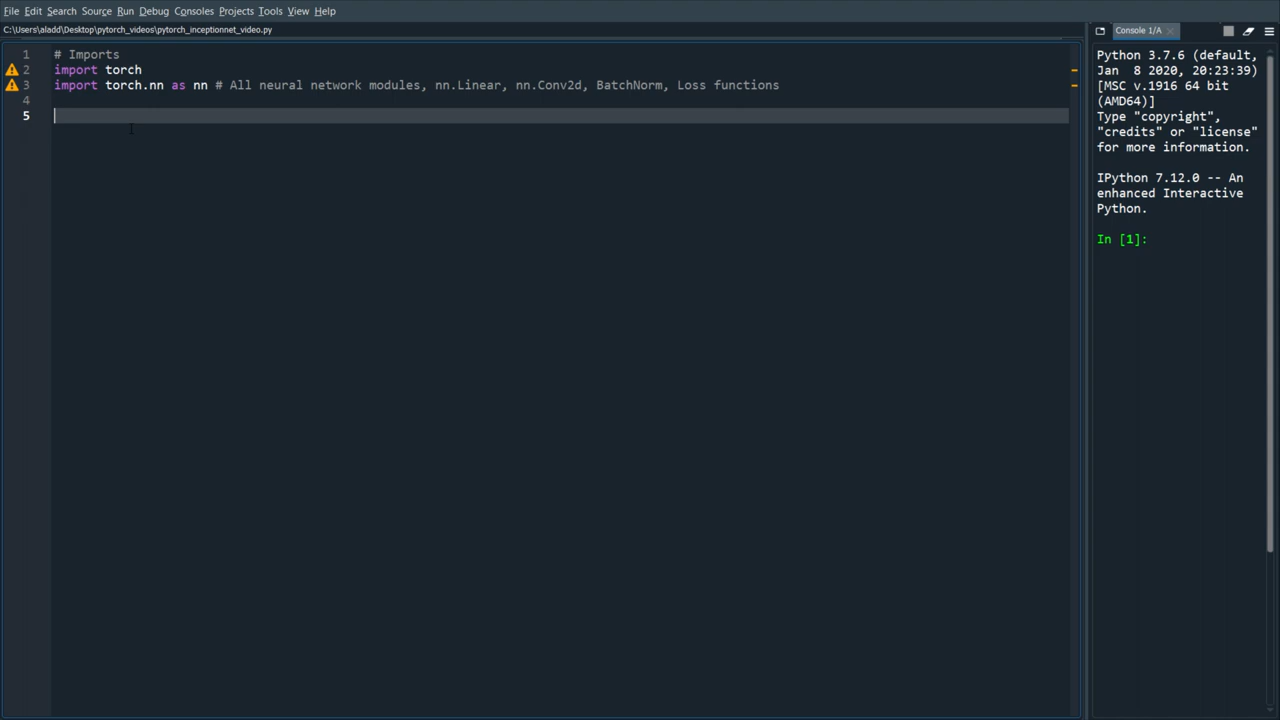 File Edit Search Source Run Debug Consoles Projects Tools View Help
C:\Users\aladd\Desktop\pytorch_videos\pytorch_inceptionnet_video.py
1 # Imports
2 import torch
3 import torch.nn as nn # All neural network modules, nn.Linear, nn.Conv2d, BatchNorm, Loss functions
4
5
Console 1/A
Python 3.7.6 (default,
Jan  8 2020, 20:23:39)
[MSC v.1916 64 bit
(AMD64)]
Type "copyright",
"credits" or "license"
for more information.
IPython 7.12.0 -- An
enhanced Interactive
Python.
In [1]: